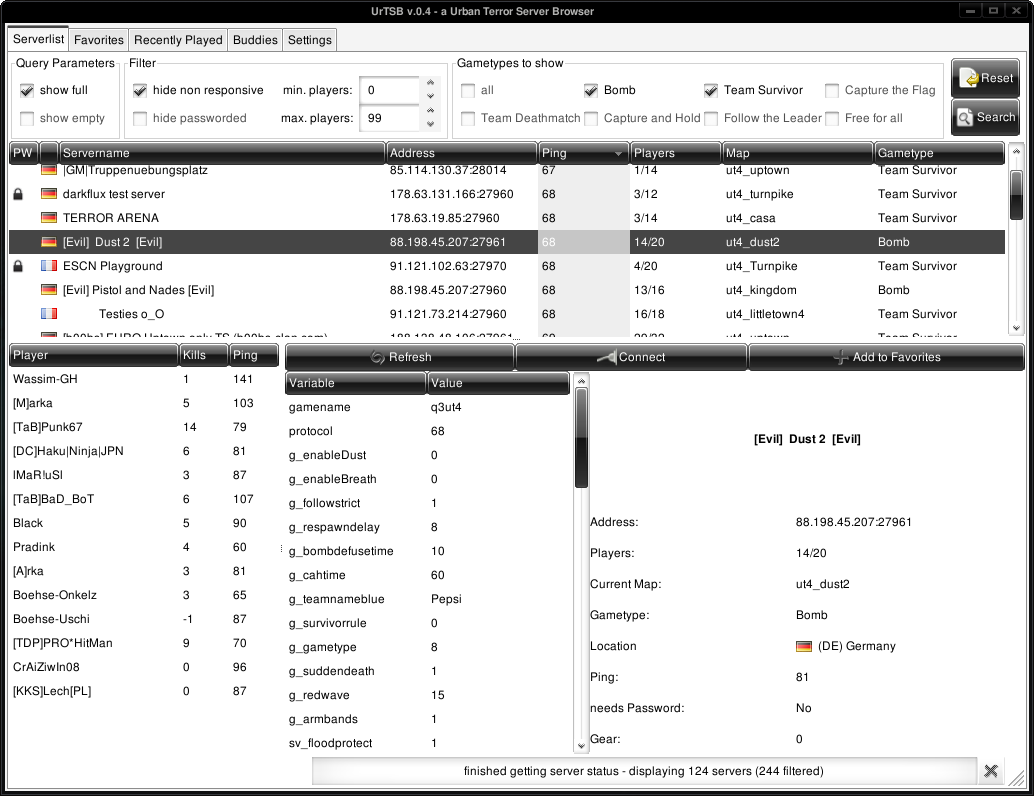 UrTSB v.0.4 - a Urban Terror Server Browser
Serverlist Favorites Recently Played Buddies Settings
Query Parameters Filter Gametypes to show
show full hide non responsive min. players: 0 all Bomb Team Survivor Capture the Flag Reset
show empty hide passworded max. players: 99 Team Deathmatch Capture and Hold Follow the Leader Free for all Search
PW Servername Address Ping Players Map Gametype
|GM|Truppenuebungsplatz 85.114.130.37:28014 67 1/14 ut4_uptown Team Survivor
darkflux test server 178.63.131.166:27960 68 3/12 ut4_turnpike Team Survivor
TERROR ARENA 178.63.19.85:27960 68 3/14 ut4_casa Team Survivor
[Evil] Dust 2 [Evil] 88.198.45.207:27961 68 14/20 ut4_dust2 Bomb
ESCN Playground 91.121.102.63:27970 68 4/20 ut4_Turnpike Team Survivor
[Evil] Pistol and Nades [Evil] 88.198.45.207:27960 68 13/16 ut4_kingdom Bomb
Testies o_O 91.121.73.214:27960 68 16/18 ut4_littletown4 Team Survivor
Player Kills Ping
Wassim-GH 1 141
[M]arka 5 103
[TaB]Punk67 14 79
[DC]Haku|Ninja|JPN 6 81
lMaR!uSl 3 87
[TaB]BaD_BoT 6 107
Black 5 90
Pradink 4 60
[A]rka 3 81
Boehse-Onkelz 3 65
Boehse-Uschi -1 87
[TDP]PRO*HitMan 9 70
CrAiZiwIn08 0 96
[KKS]Lech[PL] 0 87
Refresh Connect Add to Favorites
Variable Value
gamename q3ut4
protocol 68
g_enableDust 0
g_enableBreath 0
g_followstrict 1
g_respawndelay 8
g_bombdefusetime 10
g_cahtime 60
g_teamnameblue Pepsi
g_survivorrule 0
g_gametype 8
g_suddendeath 1
g_redwave 15
g_armbands 1
sv_floodprotect 1
[Evil] Dust 2 [Evil]
Address: 88.198.45.207:27961
Players: 14/20
Current Map: ut4_dust2
Gametype: Bomb
Location (DE) Germany
Ping: 81
needs Password: No
Gear: 0
finished getting server status - displaying 124 servers (244 filtered)